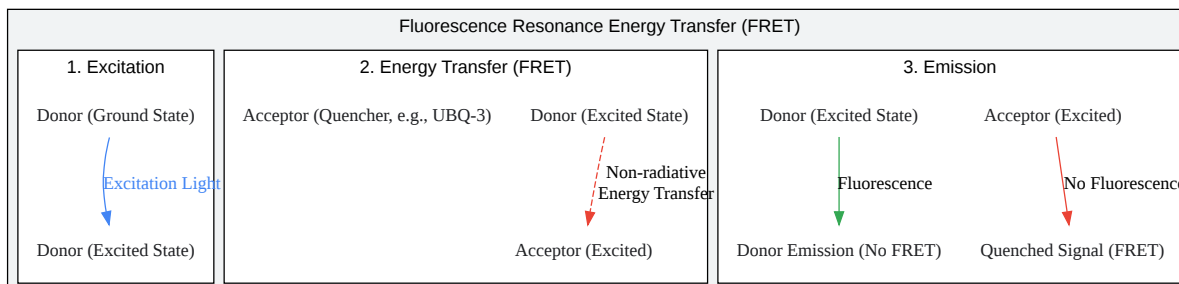 Fluorescence Resonance Energy Transfer (FRET)
1. Excitation
Donor (Ground State)
Excitation Light
Donor (Excited State)
2. Energy Transfer (FRET)
Acceptor (Quencher, e.g., UBQ-3)
Donor (Excited State)
Non-radiative
Energy Transfer
Acceptor (Excited)
3. Emission
Donor (Excited State)
Acceptor (Excited)
Fluorescence
No Fluorescence
Donor Emission (No FRET)
Quenched Signal (FRET)